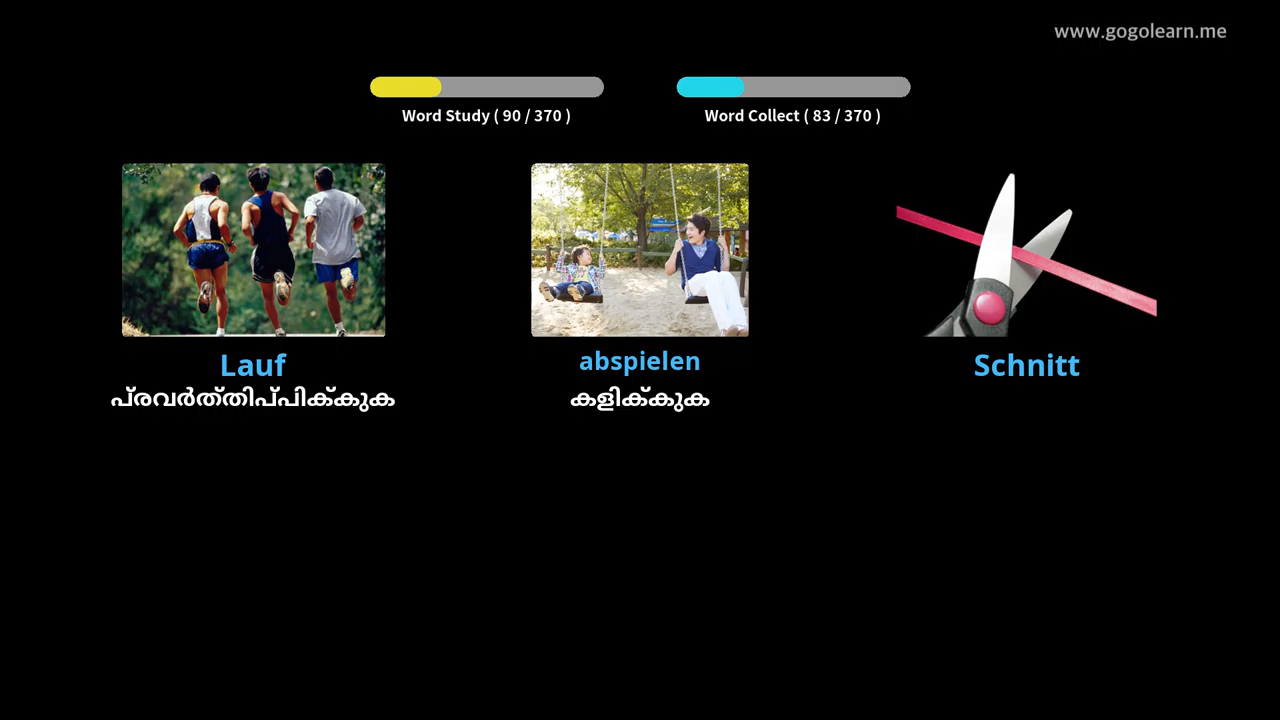 www.gogolearn.me
Word Study ( 90 / 370 )
Word Collect ( 83 / 370 )
Lauf
abspielen
Schnitt
പ്രവർത്തിപ്പിക്കുക
കളിക്കുക